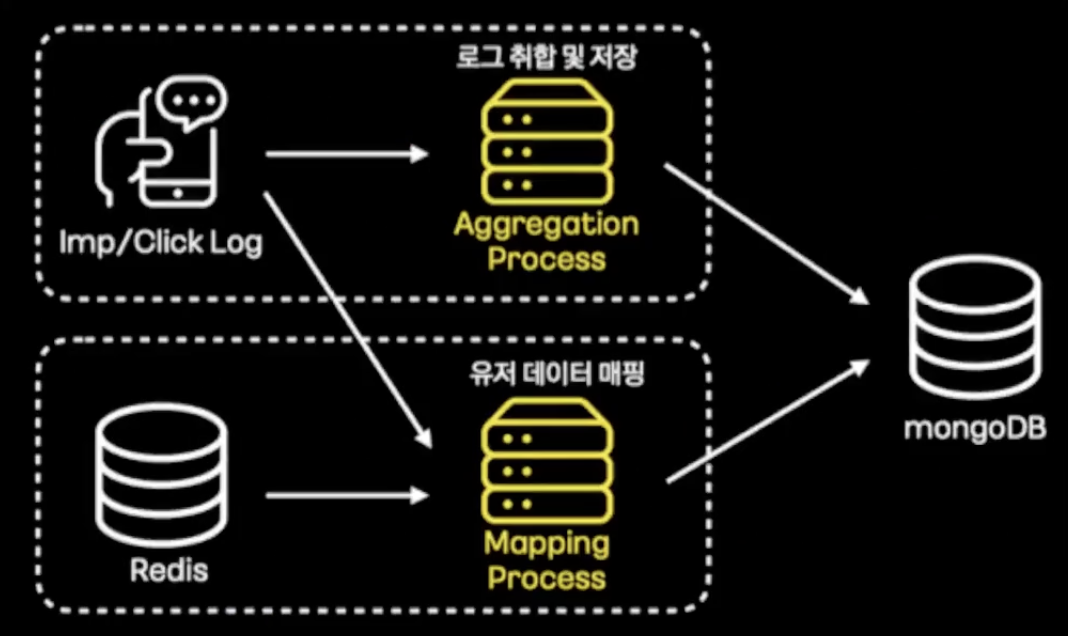 로그 취합 및 저장
Imp/Click Log
Aggregation
Process
유저 데이터 매핑
Redis
Mapping
Process
mongoDB